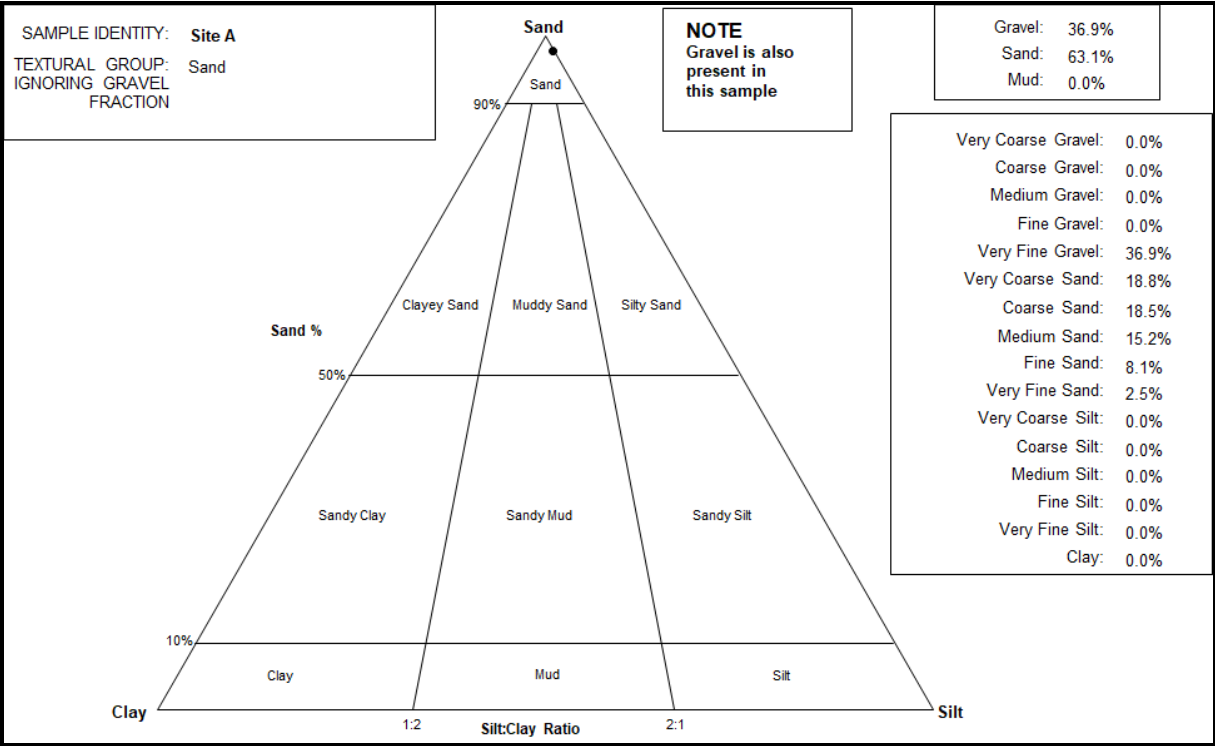 SAMPLE IDENTITY: Site A
TEXTURAL GROUP: Sand
IGNORING GRAVEL
FRACTION
Sand
NOTE
Gravel is also
present in
this sample
Gravel: 36.9%
Sand: 63.1%
Mud: 0.0%
Sand
90%
Very Coarse Gravel: 0.0%
Coarse Gravel: 0.0%
Medium Gravel: 0.0%
Fine Gravel: 0.0%
Very Fine Gravel: 36.9%
Very Coarse Sand: 18.8%
Coarse Sand: 18.5%
Medium Sand: 15.2%
Fine Sand: 8.1%
Very Fine Sand: 2.5%
Very Coarse Silt: 0.0%
Coarse Silt: 0.0%
Medium Silt: 0.0%
Fine Silt: 0.0%
Very Fine Silt: 0.0%
Clay: 0.0%
Clayey Sand Muddy Sand Silty Sand
Sand %
50%
Sandy Clay Sandy Mud Sandy Silt
10%
Clay Mud Silt
Clay Silt
1:2 Silt:Clay Ratio 2:1